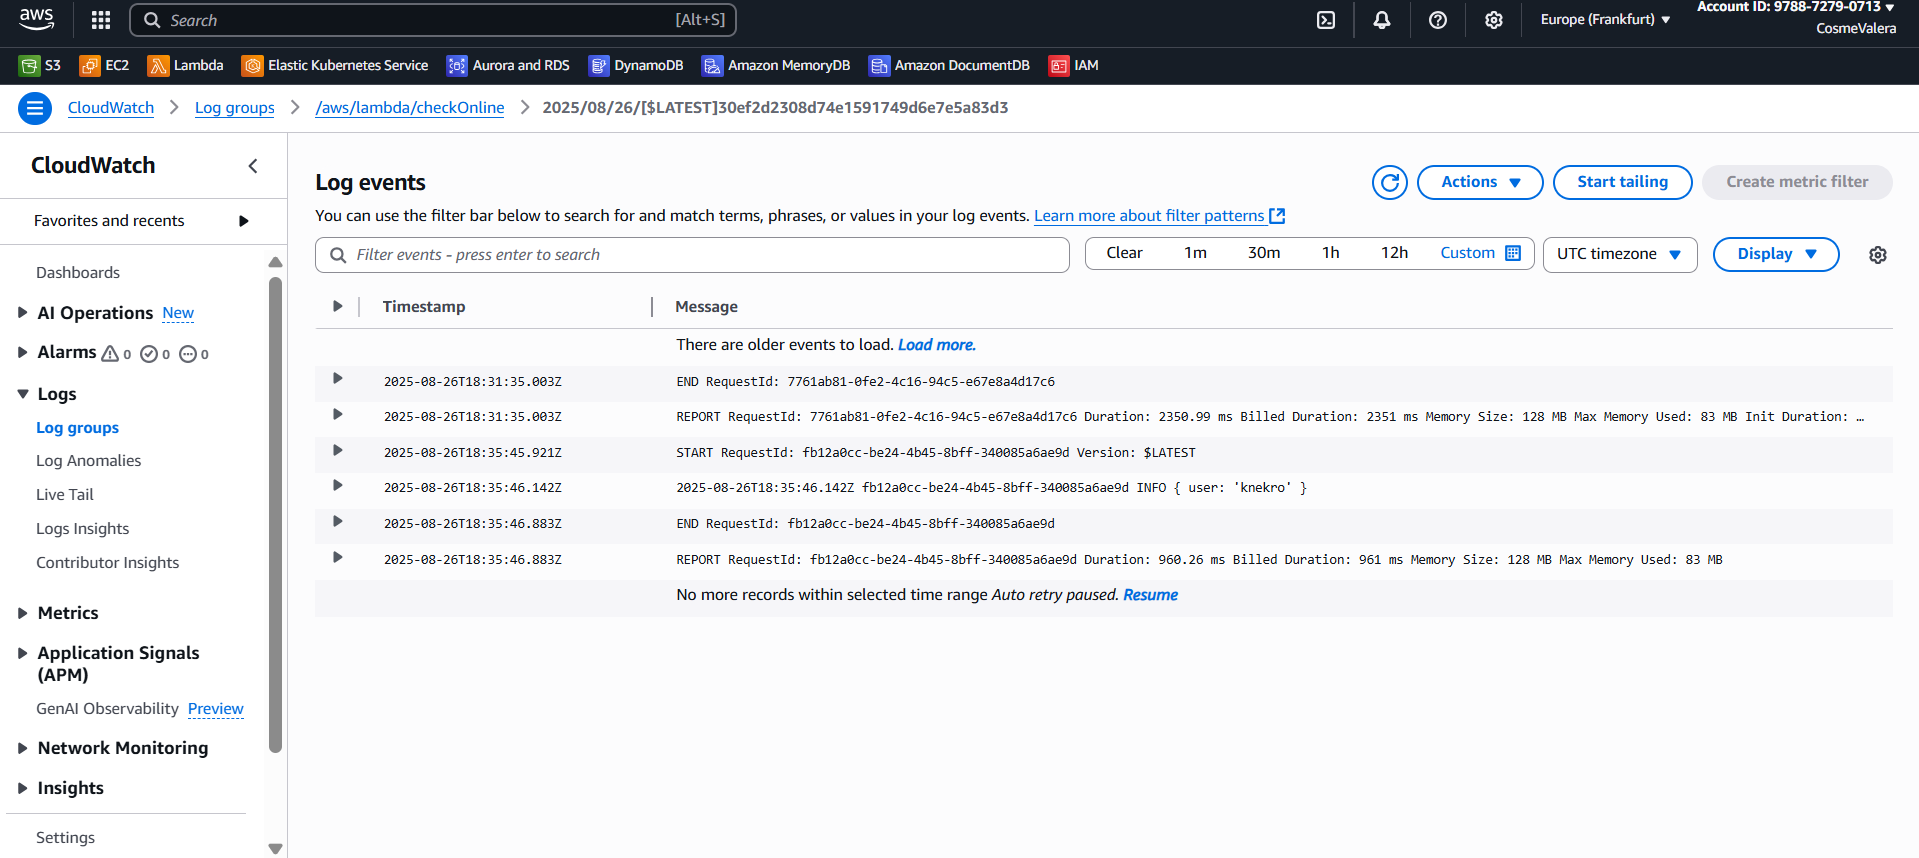 aws
Search [Alt+S]
Europe (Frankfurt)
Account ID: 9788-7279-0713
CosmeValera
S3 EC2 Lambda Elastic Kubernetes Service Aurora and RDS DynamoDB Amazon MemoryDB Amazon DocumentDB IAM
CloudWatch Log groups /aws/lambda/checkOnline 2025/08/26/[$LATEST]30ef2d2308d74e1591749d6e7e5a83d3
CloudWatch
Favorites and recents
Dashboards
AI Operations New
Alarms 0 0 0
Logs
Log groups
Log Anomalies
Live Tail
Logs Insights
Contributor Insights
Metrics
Application Signals
(APM)
GenAI Observability Preview
Network Monitoring
Insights
Settings
Log events
Actions Start tailing Create metric filter
You can use the filter bar below to search for and match terms, phrases, or values in your log events. Learn more about filter patterns
Filter events - press enter to search
Clear 1m 30m 1h 12h Custom UTC timezone Display
Timestamp Message
There are older events to load. Load more.
2025-08-26T18:31:35.003Z END RequestId: 7761ab81-0fe2-4c16-94c5-e67e8a4d17c6
2025-08-26T18:31:35.003Z REPORT RequestId: 7761ab81-0fe2-4c16-94c5-e67e8a4d17c6 Duration: 2350.99 ms Billed Duration: 2351 ms Memory Size: 128 MB Max Memory Used: 83 MB Init Duration: …
2025-08-26T18:35:45.921Z START RequestId: fb12a0cc-be24-4b45-8bff-340085a6ae9d Version: $LATEST
2025-08-26T18:35:46.142Z 2025-08-26T18:35:46.142Z fb12a0cc-be24-4b45-8bff-340085a6ae9d INFO { user: 'knekro' }
2025-08-26T18:35:46.883Z END RequestId: fb12a0cc-be24-4b45-8bff-340085a6ae9d
2025-08-26T18:35:46.883Z REPORT RequestId: fb12a0cc-be24-4b45-8bff-340085a6ae9d Duration: 960.26 ms Billed Duration: 961 ms Memory Size: 128 MB Max Memory Used: 83 MB
No more records within selected time range Auto retry paused. Resume